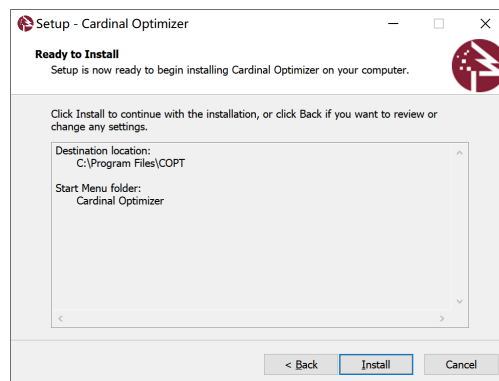 Setup - Cardinal Optimizer
Ready to Install
Setup is now ready to begin installing Cardinal Optimizer on your computer.
Click Install to continue with the installation, or click Back if you want to review or
change any settings.
Destination location:
C:\Program Files\COPT
Start Menu folder:
Cardinal Optimizer
< Back
Install
Cancel